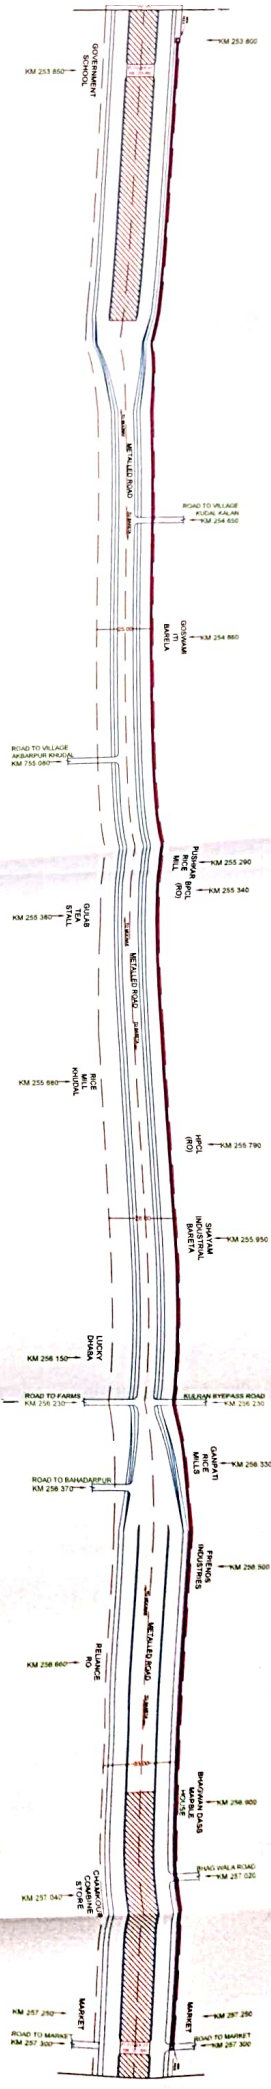 KM 253.800
KM 253.850
GOVERNMENT
SCHOOL
METALLED ROAD
ROAD TO VILLAGE
KUDAL KALAN
KM 254.650
GOSWAMI
(TI)
BARELA
KM 254.860
ROAD TO VILLAGE
AKBARPUR KHUDAL
KM 755.080
PUSHKAR
RICE
MILL
KM 255.290
BPCL
(RO)
KM 255.340
KM 255.380
GULAB
TEA
STALL
METALLED ROAD
KM 255.680
RICE
MILL
KHUDAL
HPCL
(RO)
KM 255.790
SHAYAM
INDUSTRIAL
BARETA
KM 255.950
KM 256.150
LUCKY
DHABA
ROAD TO FARMS
KM 256.230
KULRAN BYEPASS ROAD
KM 256.230
GANPATI
RICE
MILLS
KM 256.330
ROAD TO BAHADARPUR
KM 256.370
FRIENDS
INDUSTRIES
KM 256.500
METALLED ROAD
KM 256.660
RELIANCE
RO
BHAGWAN DASS
MARBLE
HOUSE
KM 256.900
BHAG WALA ROAD
KM 257.020
KM 257.040
CHAMKOUR
COMBINE
STORE
KM 257.250
MARKET
MARKET
KM 257.250
ROAD TO MARKET
KM 257.300
ROAD TO MARKET
KM 257.300